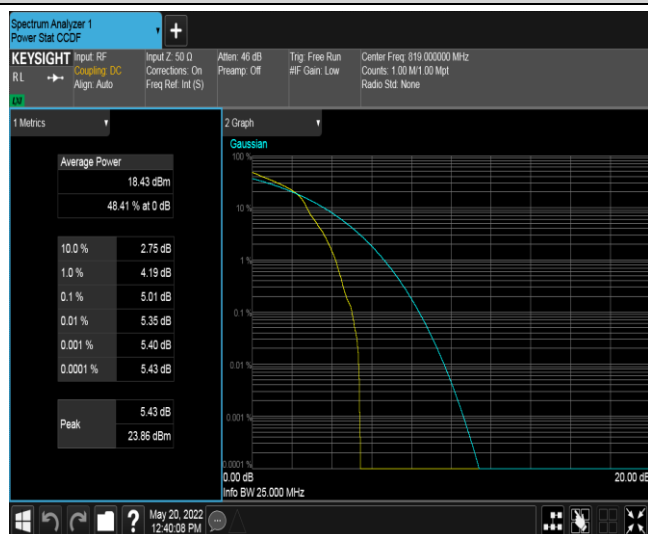 Spectrum Analyzer 1
Power Stat CCDF
+
KEYSIGHT
RL
LXI
Input: RF
Coupling: DC
Align: Auto
Input Z: 50 Ω
Corrections: On
Freq Ref: Int (S)
Atten: 46 dB
Preamp: Off
Trig: Free Run
#IF Gain: Low
Center Freq: 819.000000 MHz
Counts: 1.00 M/1.00 Mpt
Radio Std: None
1 Metrics
Average Power
18.43 dBm
48.41 % at 0 dB
10.0 % 2.75 dB
1.0 % 4.19 dB
0.1 % 5.01 dB
0.01 % 5.35 dB
0.001 % 5.40 dB
0.0001 % 5.43 dB
Peak
5.43 dB
23.86 dBm
2 Graph
Gaussian
100 %
10 %
1 %
0.1 %
0.01 %
0.001 %
0.0001 %
0.00 dB 20.00 dB
Info BW 25.000 MHz
?
May 20, 2022
12:40:08 PM